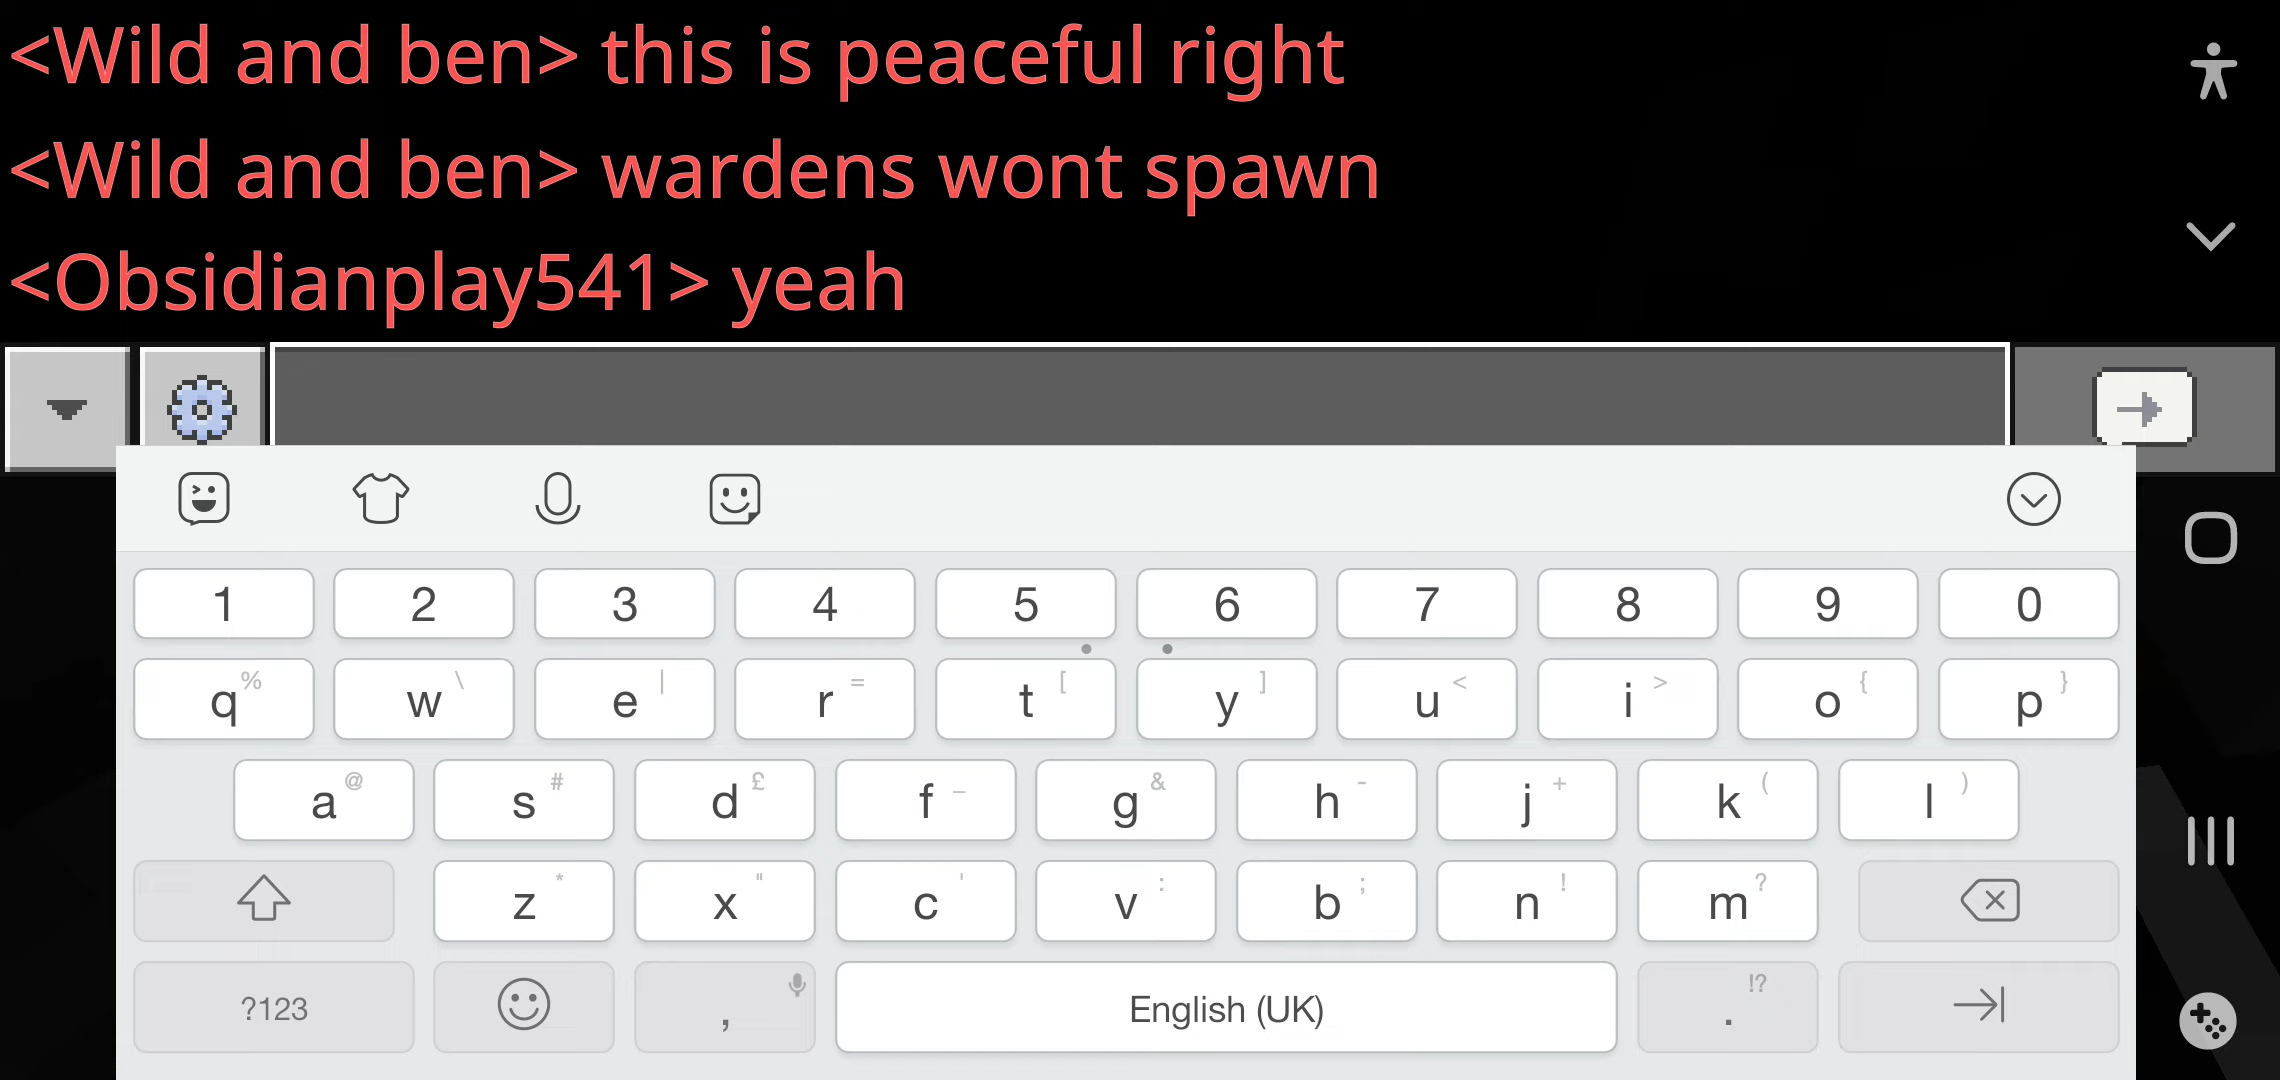 <Wild and ben> this is peaceful right
<Wild and ben> wardens wont spawn
<Obsidianplay541> yeah
1 2 3 4 5 6 7 8 9 0
q % w \ e | r = t [ y ] u < i > o { p }
a @ s # d £ f _ g & h - j + k ( l )
z * x " c ' v : b ; n ! m ?
?123 , English (UK) . !?